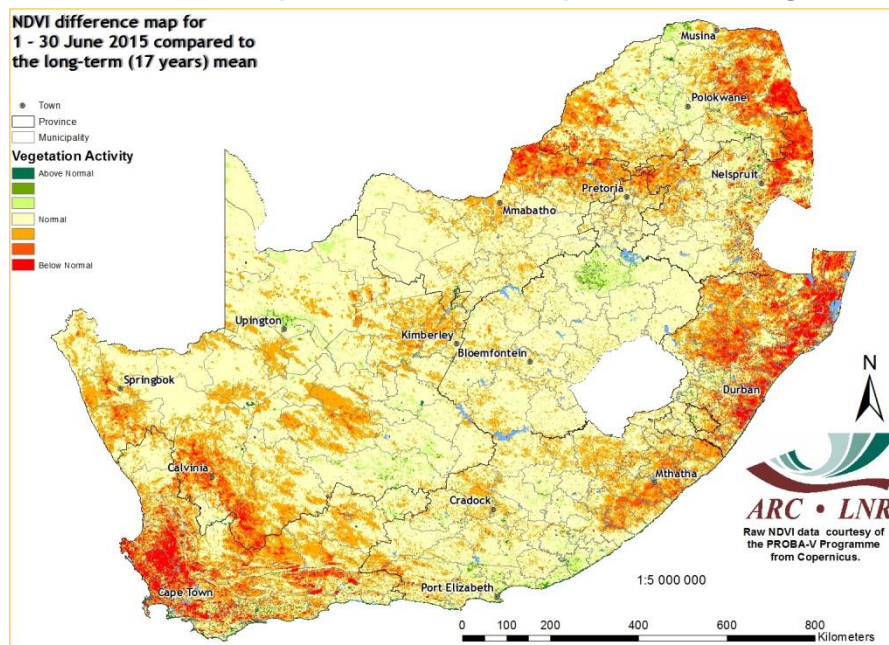 NDVI difference map for
1 - 30 June 2015 compared to
the long-term (17 years) mean
Town
Province
Municipality
Vegetation Activity
Above Normal
Normal
Below Normal
Musina
Polokwane
Nelspruit
Pretoria
Mmabatho
Upington
Kimberley
Bloemfontein
Springbok
Durban
Calvinia
Mthatha
Cradock
Cape Town
Port Elizabeth
N
ARC • LNR
Raw NDVI data courtesy of
the PROBA-V Programme
from Copernicus.
1:5 000 000
0 100 200 400 600 800
Kilometers